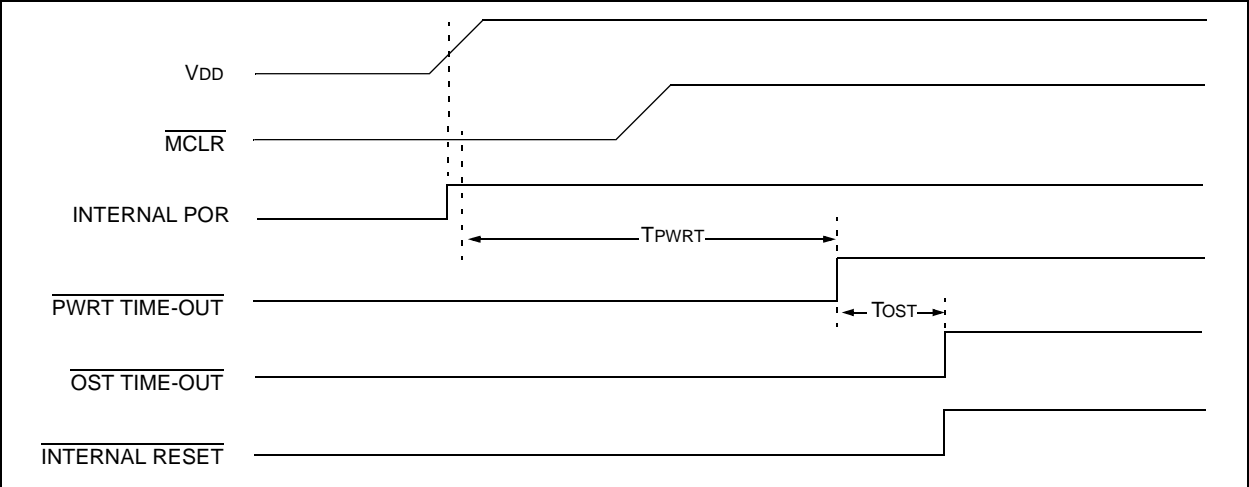 VDD
MCLR
INTERNAL POR
TPWRT
PWRT TIME-OUT
TOST
OST TIME-OUT
INTERNAL RESET